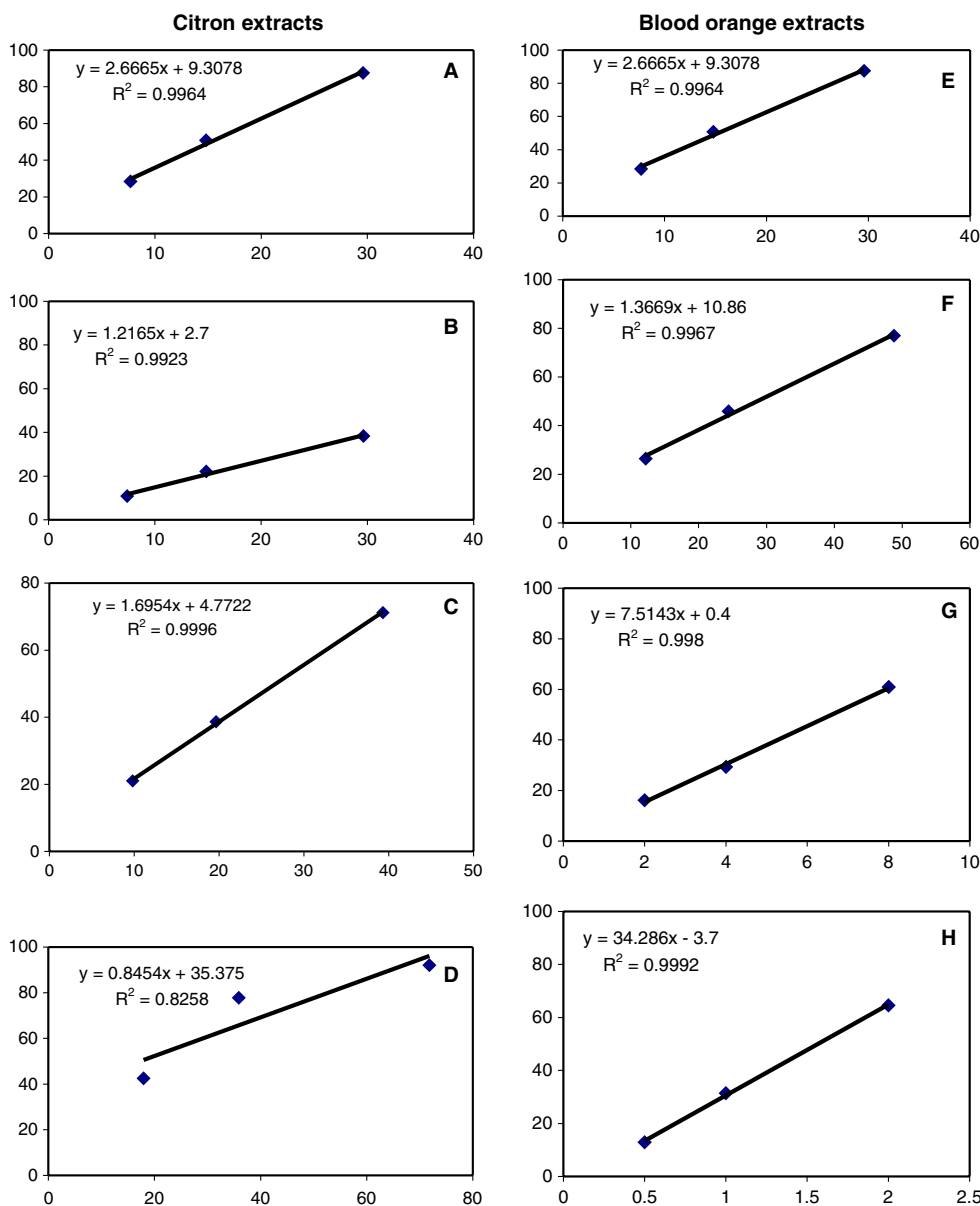 Citron extracts
Blood orange extracts
A
y = 2.6665x + 9.3078
R² = 0.9964
100
80
60
40
20
0
0 10 20 30 40
E
y = 2.6665x + 9.3078
R² = 0.9964
100
80
60
40
20
0
0 10 20 30 40
B
y = 1.2165x + 2.7
R² = 0.9923
100
80
60
40
20
0
0 10 20 30 40
F
y = 1.3669x + 10.86
R² = 0.9967
100
80
60
40
20
0
0 10 20 30 40 50 60
C
y = 1.6954x + 4.7722
R² = 0.9996
80
60
40
20
0
0 10 20 30 40 50
G
y = 7.5143x + 0.4
R² = 0.998
100
80
60
40
20
0
0 2 4 6 8 10
D
y = 0.8454x + 35.375
R² = 0.8258
100
80
60
40
20
0
20 40 60 80
H
y = 34.286x - 3.7
R² = 0.9992
100
80
60
40
20
0
0 0.5 1 1.5 2 2.5